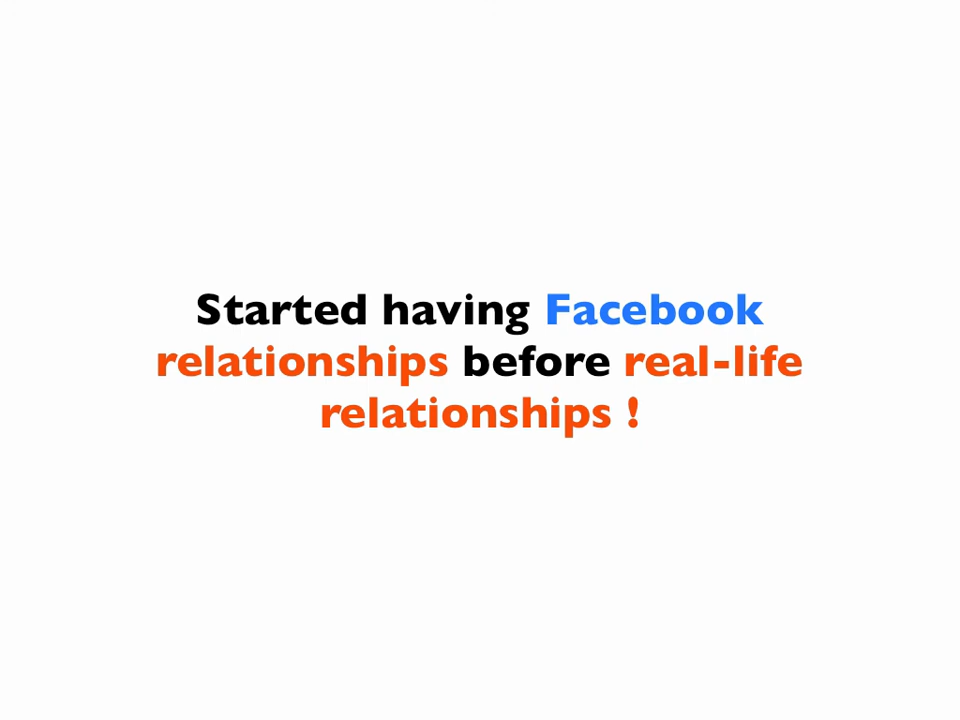 Started having Facebook
relationships before real-life
relationships !